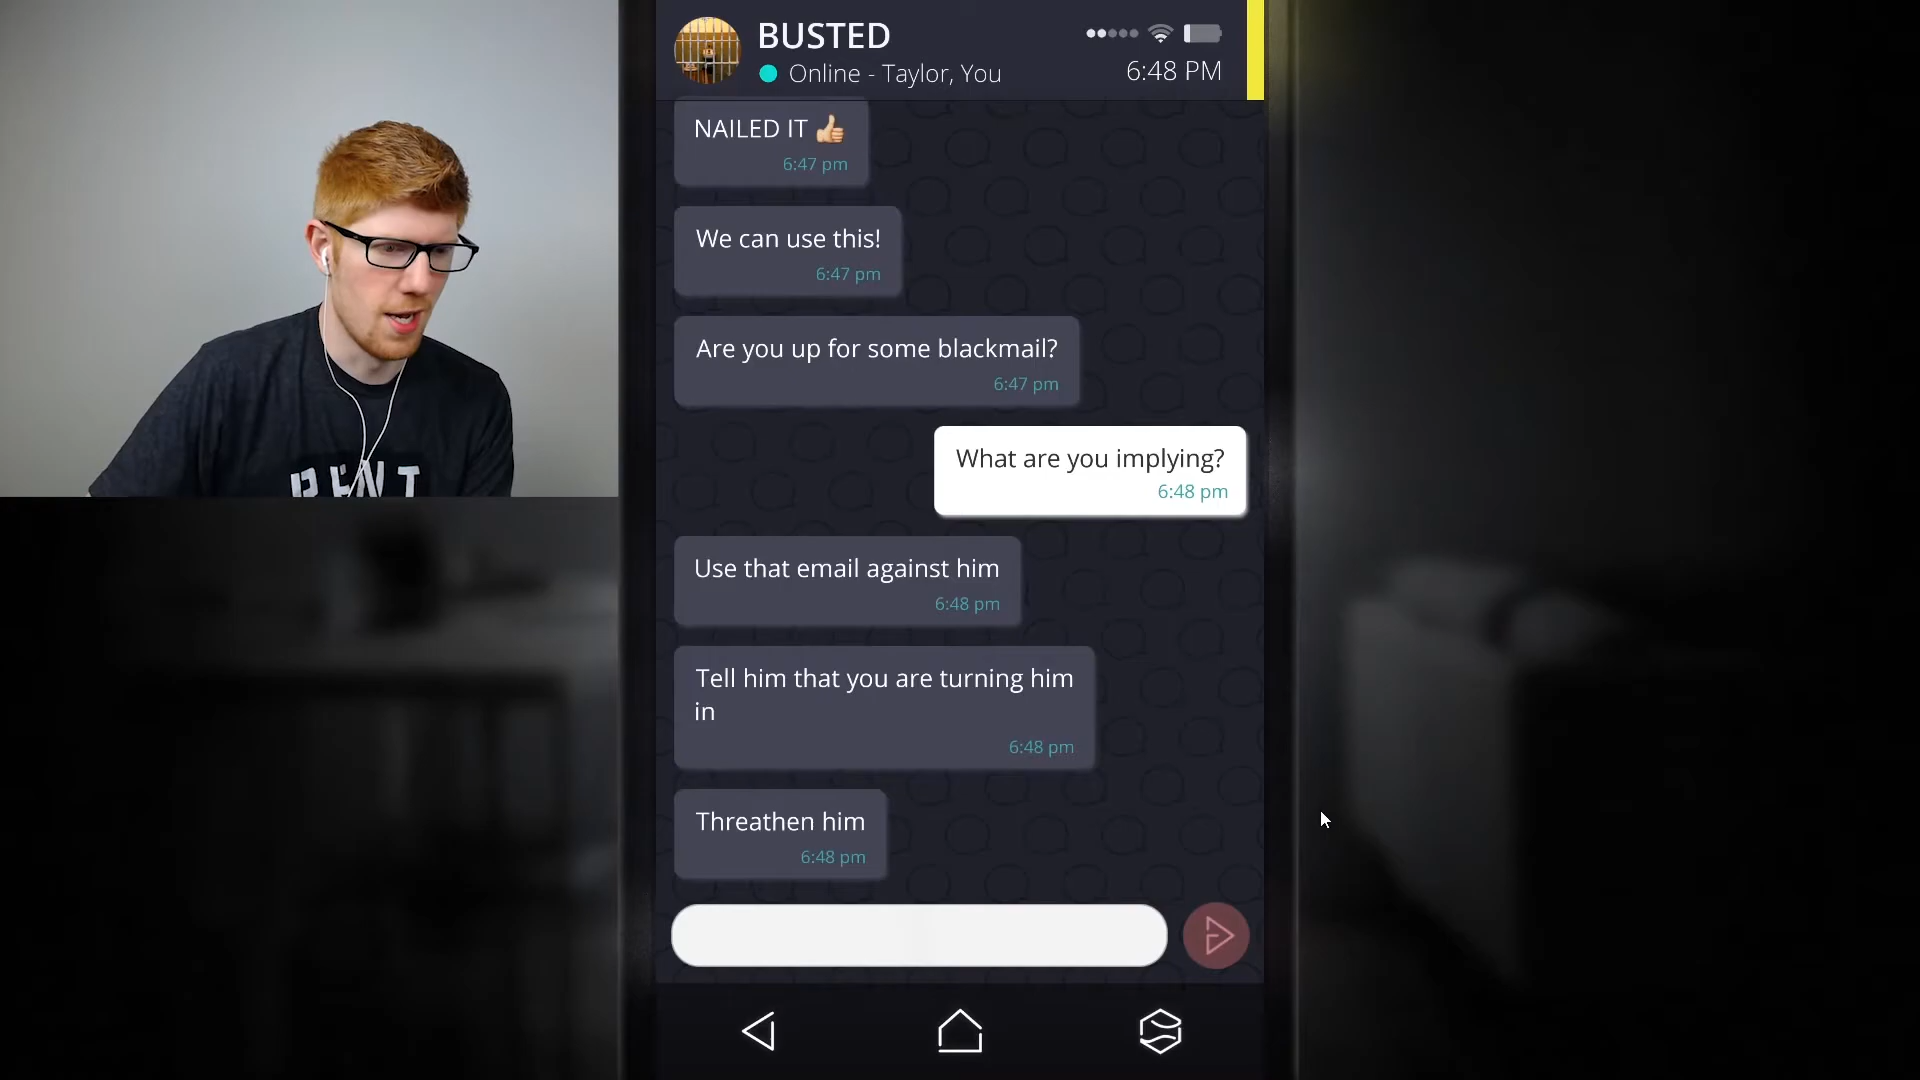 BUSTED
Online - Taylor, You
6:48 PM
NAILED IT 👍
6:47 pm
We can use this!
6:47 pm
Are you up for some blackmail?
6:47 pm
What are you implying?
6:48 pm
Use that email against him
6:48 pm
Tell him that you are turning him
in
6:48 pm
Threathen him
6:48 pm
RENT